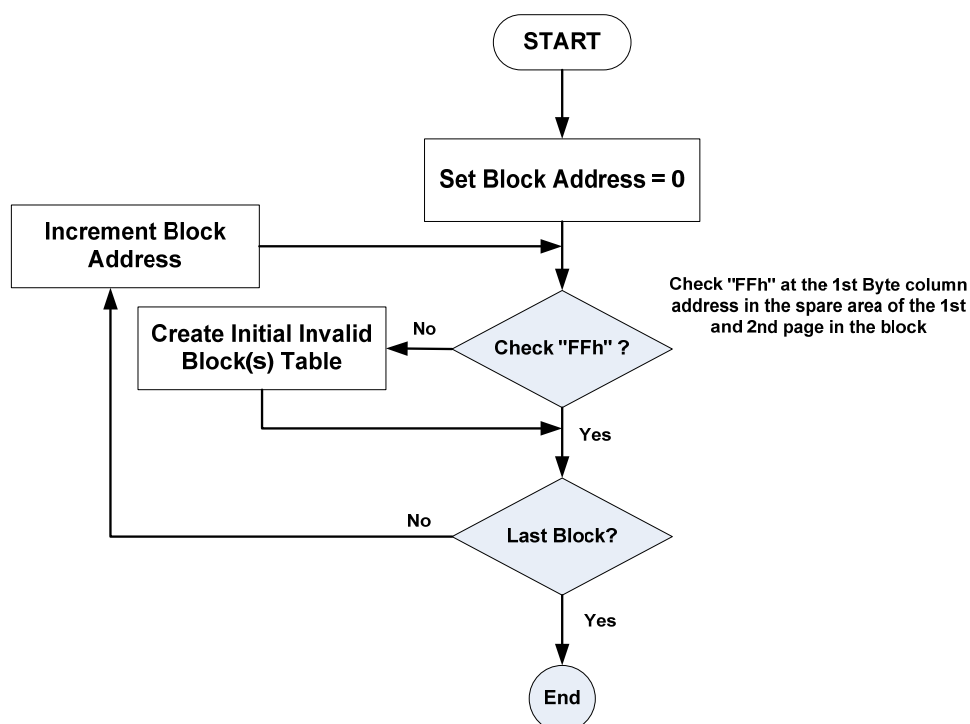 START
Set Block Address = 0
Increment Block
Address
Check "FFh" at the 1st Byte column
address in the spare area of the 1st
and 2nd page in the block
Create Initial Invalid
Block(s) Table
No
Check "FFh" ?
Yes
No
Last Block?
Yes
End